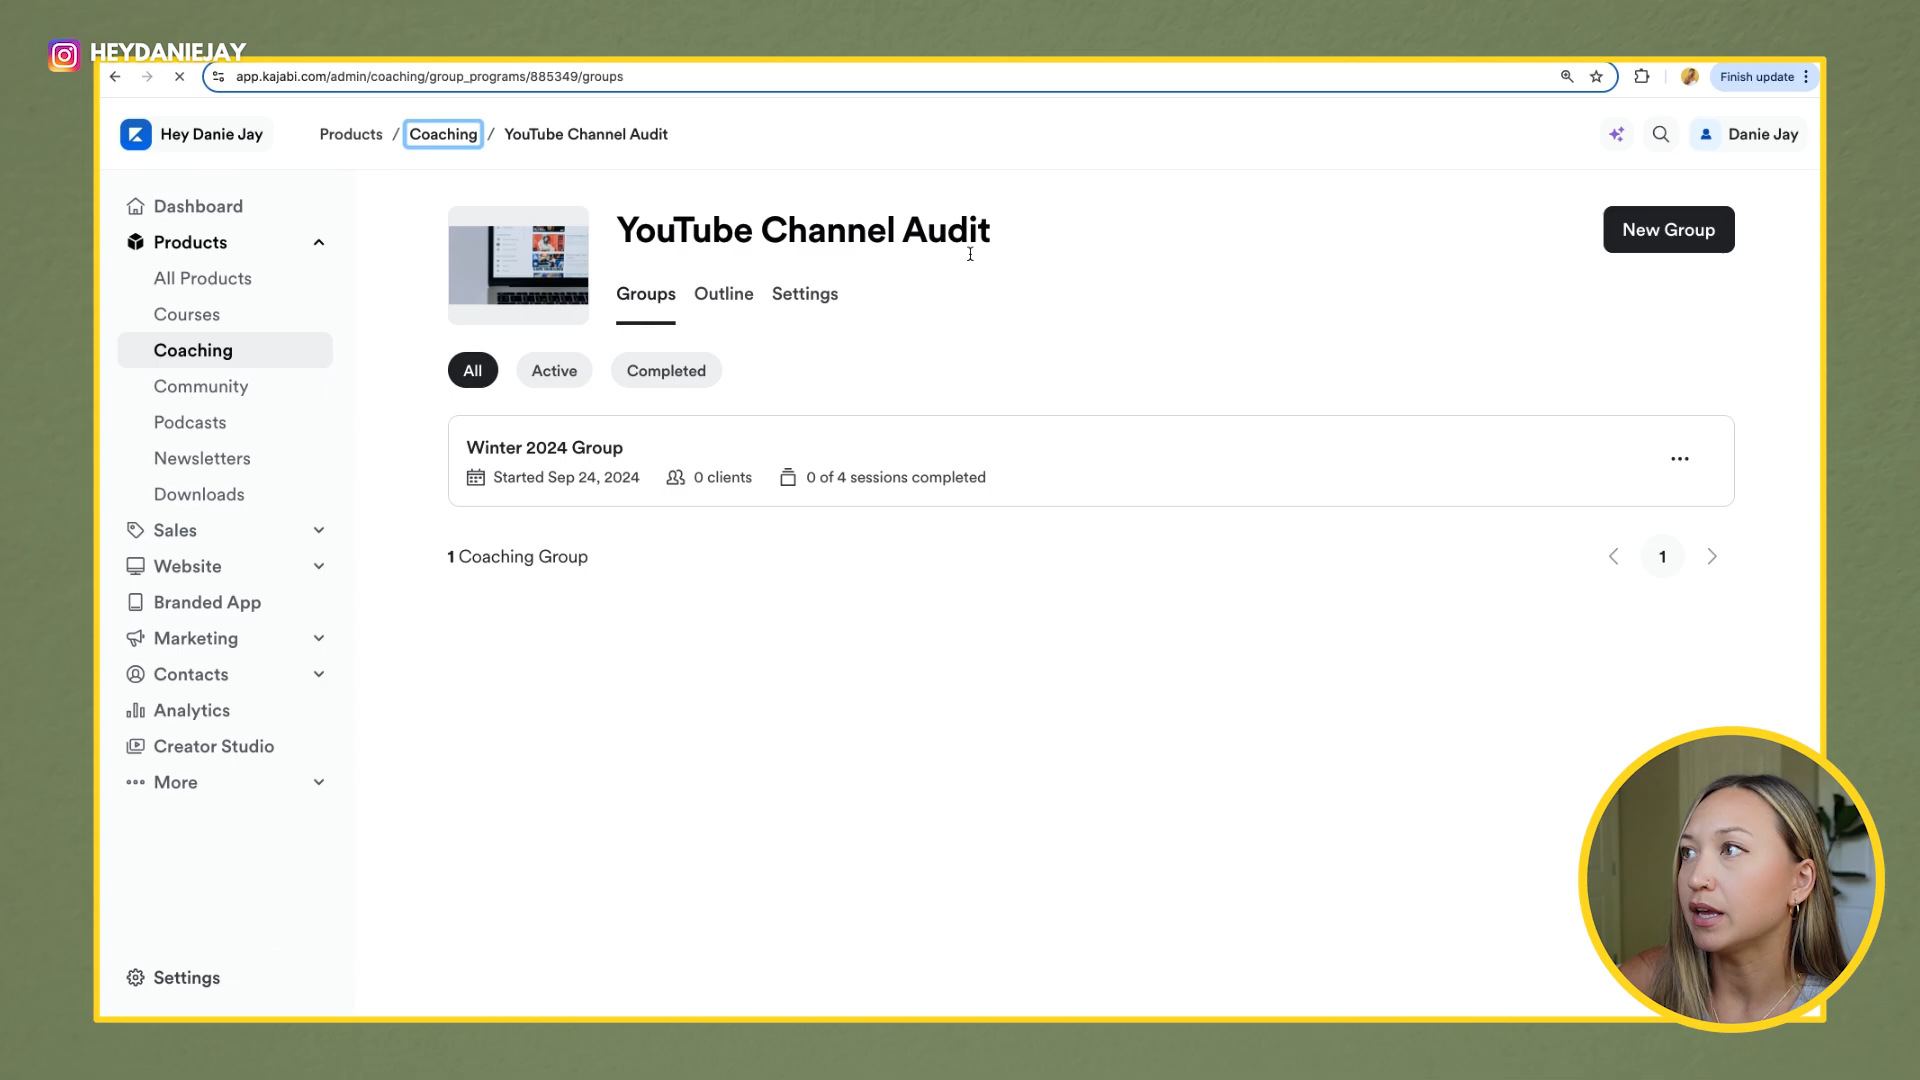 HEYDANIEJAY
app.kajabi.com/admin/coaching/group_programs/885349/groups
Finish update
Hey Danie Jay
Products / Coaching / YouTube Channel Audit
Danie Jay
Dashboard
Products
All Products
Courses
Coaching
Community
Podcasts
Newsletters
Downloads
Sales
Website
Branded App
Marketing
Contacts
Analytics
Creator Studio
More
Settings
YouTube Channel Audit
New Group
Groups Outline Settings
All Active Completed
Winter 2024 Group
Started Sep 24, 2024 0 clients 0 of 4 sessions completed
1 Coaching Group
1